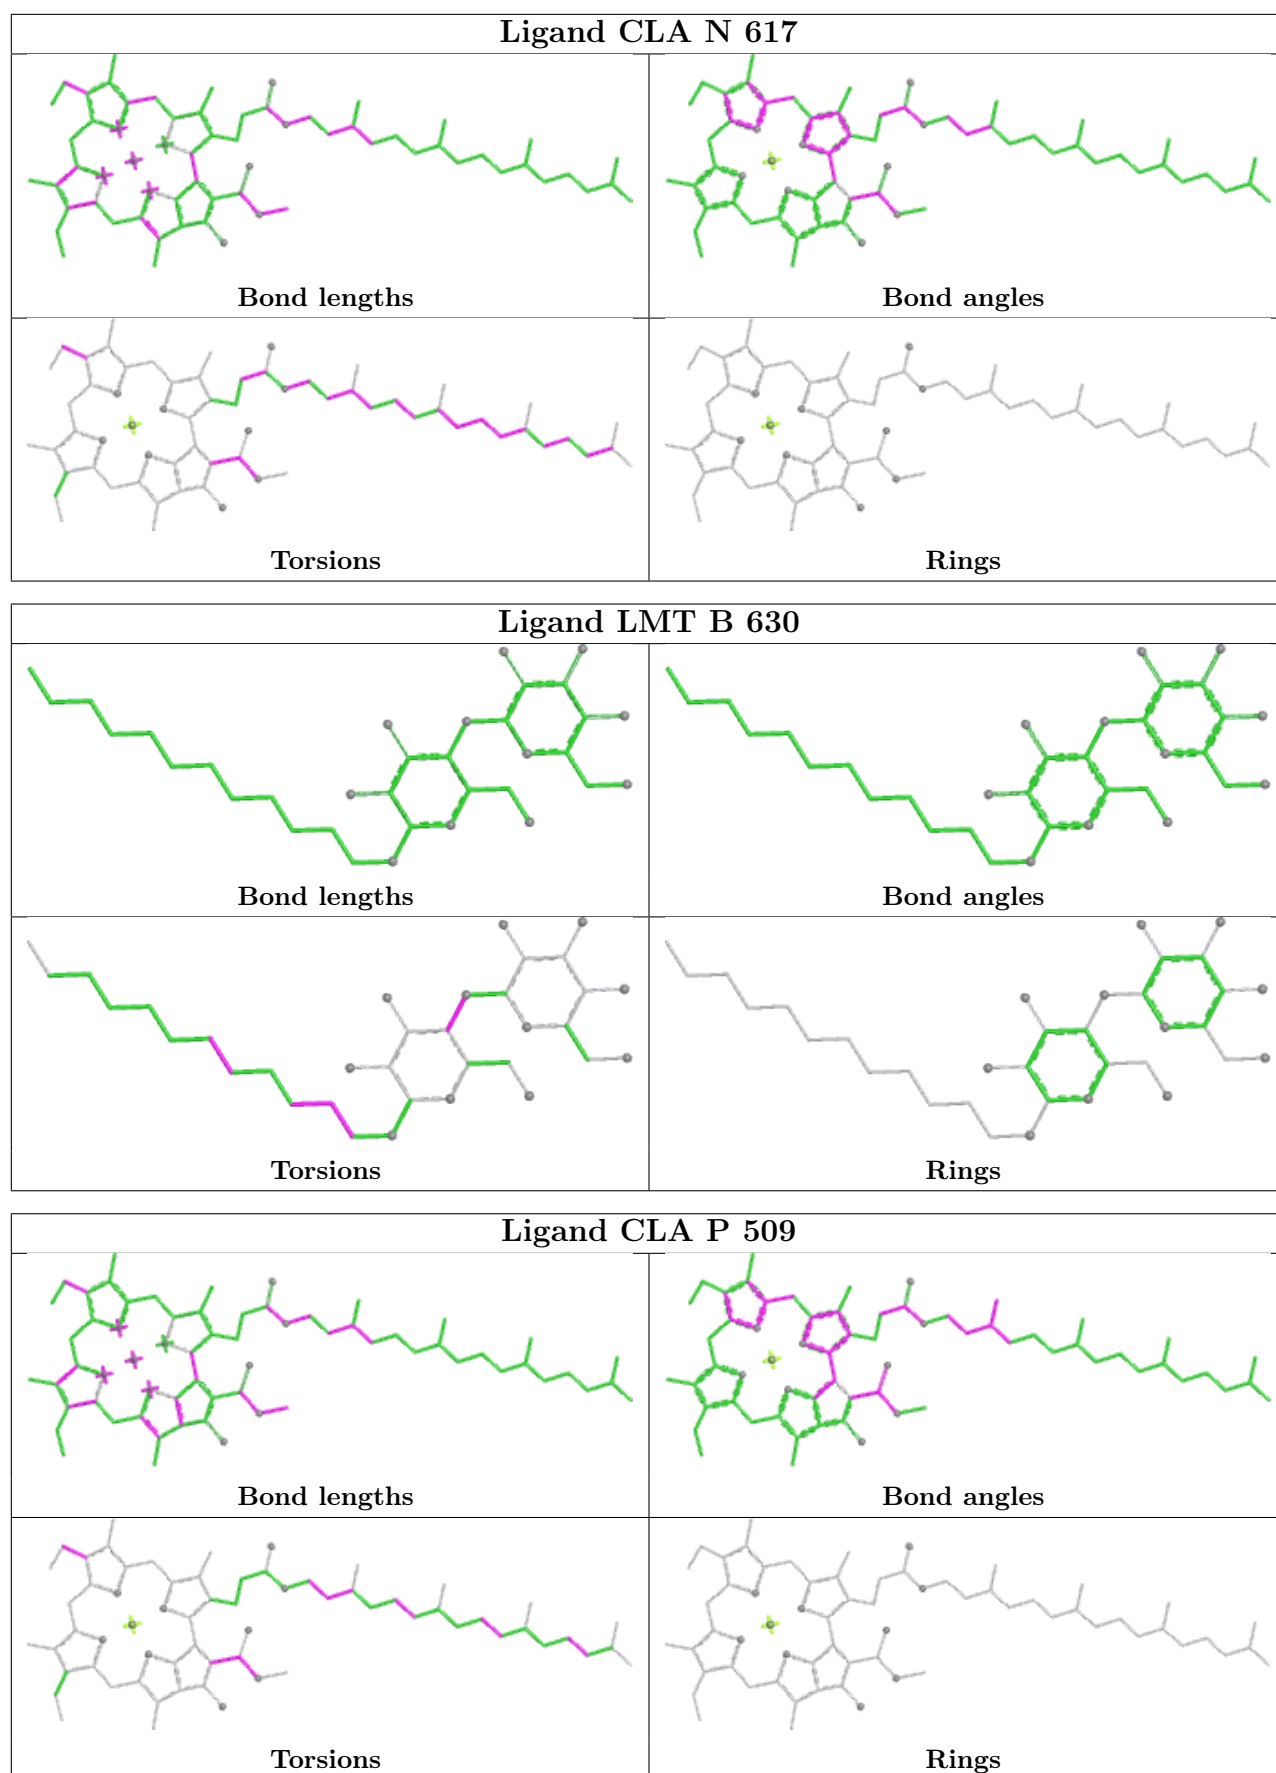 Ligand CLA N 617
Bond lengths
Bond angles
Torsions
Rings
Ligand LMT B 630
Bond lengths
Bond angles
Torsions
Rings
Ligand CLA P 509
Bond lengths
Bond angles
Torsions
Rings